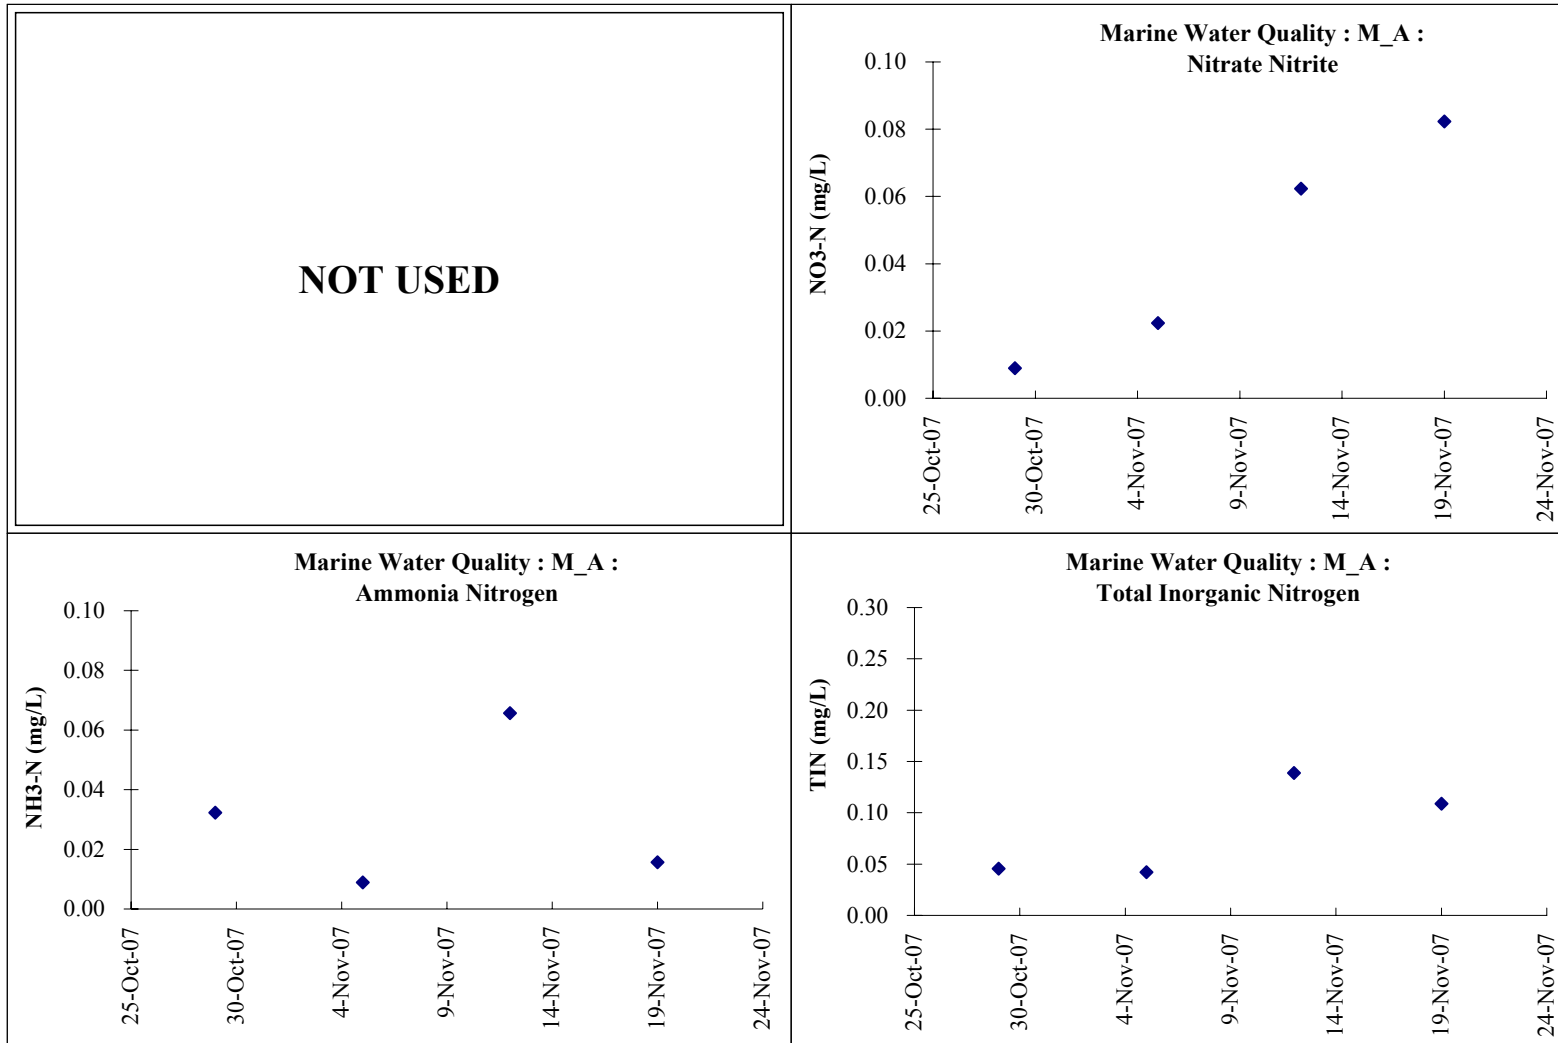 NOT USED
Marine Water Quality : M_A :
Nitrate Nitrite
NO3-N (mg/L)
0.10
0.08
0.06
0.04
0.02
0.00
25-Oct-07
30-Oct-07
4-Nov-07
9-Nov-07
14-Nov-07
19-Nov-07
24-Nov-07
Marine Water Quality : M_A :
Ammonia Nitrogen
NH3-N (mg/L)
0.10
0.08
0.06
0.04
0.02
0.00
25-Oct-07
30-Oct-07
4-Nov-07
9-Nov-07
14-Nov-07
19-Nov-07
24-Nov-07
Marine Water Quality : M_A :
Total Inorganic Nitrogen
TIN (mg/L)
0.30
0.25
0.20
0.15
0.10
0.05
0.00
25-Oct-07
30-Oct-07
4-Nov-07
9-Nov-07
14-Nov-07
19-Nov-07
24-Nov-07